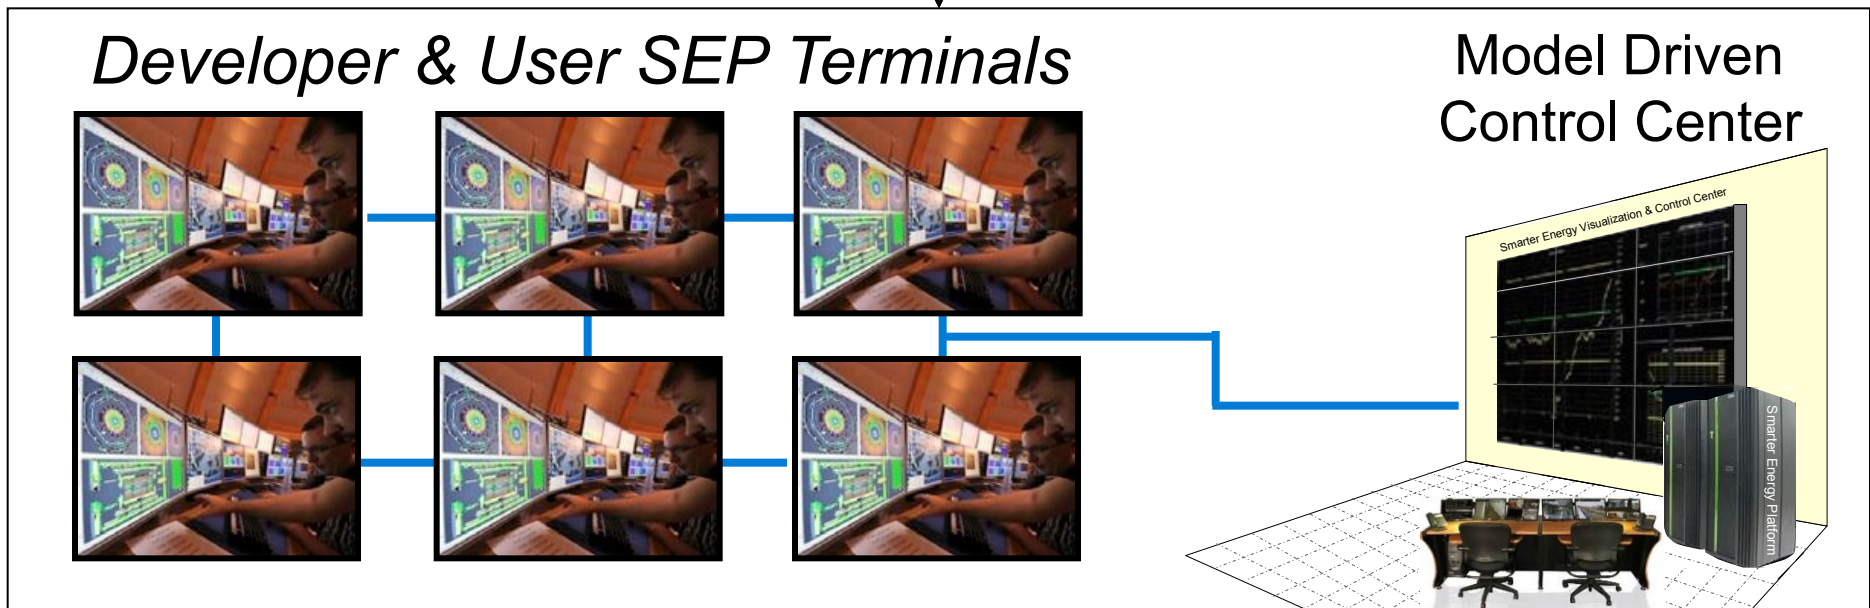 Developer & User SEP Terminals
Model Driven
Control Center
Smarter Energy Visualization & Control Center
Smarter Energy Platform